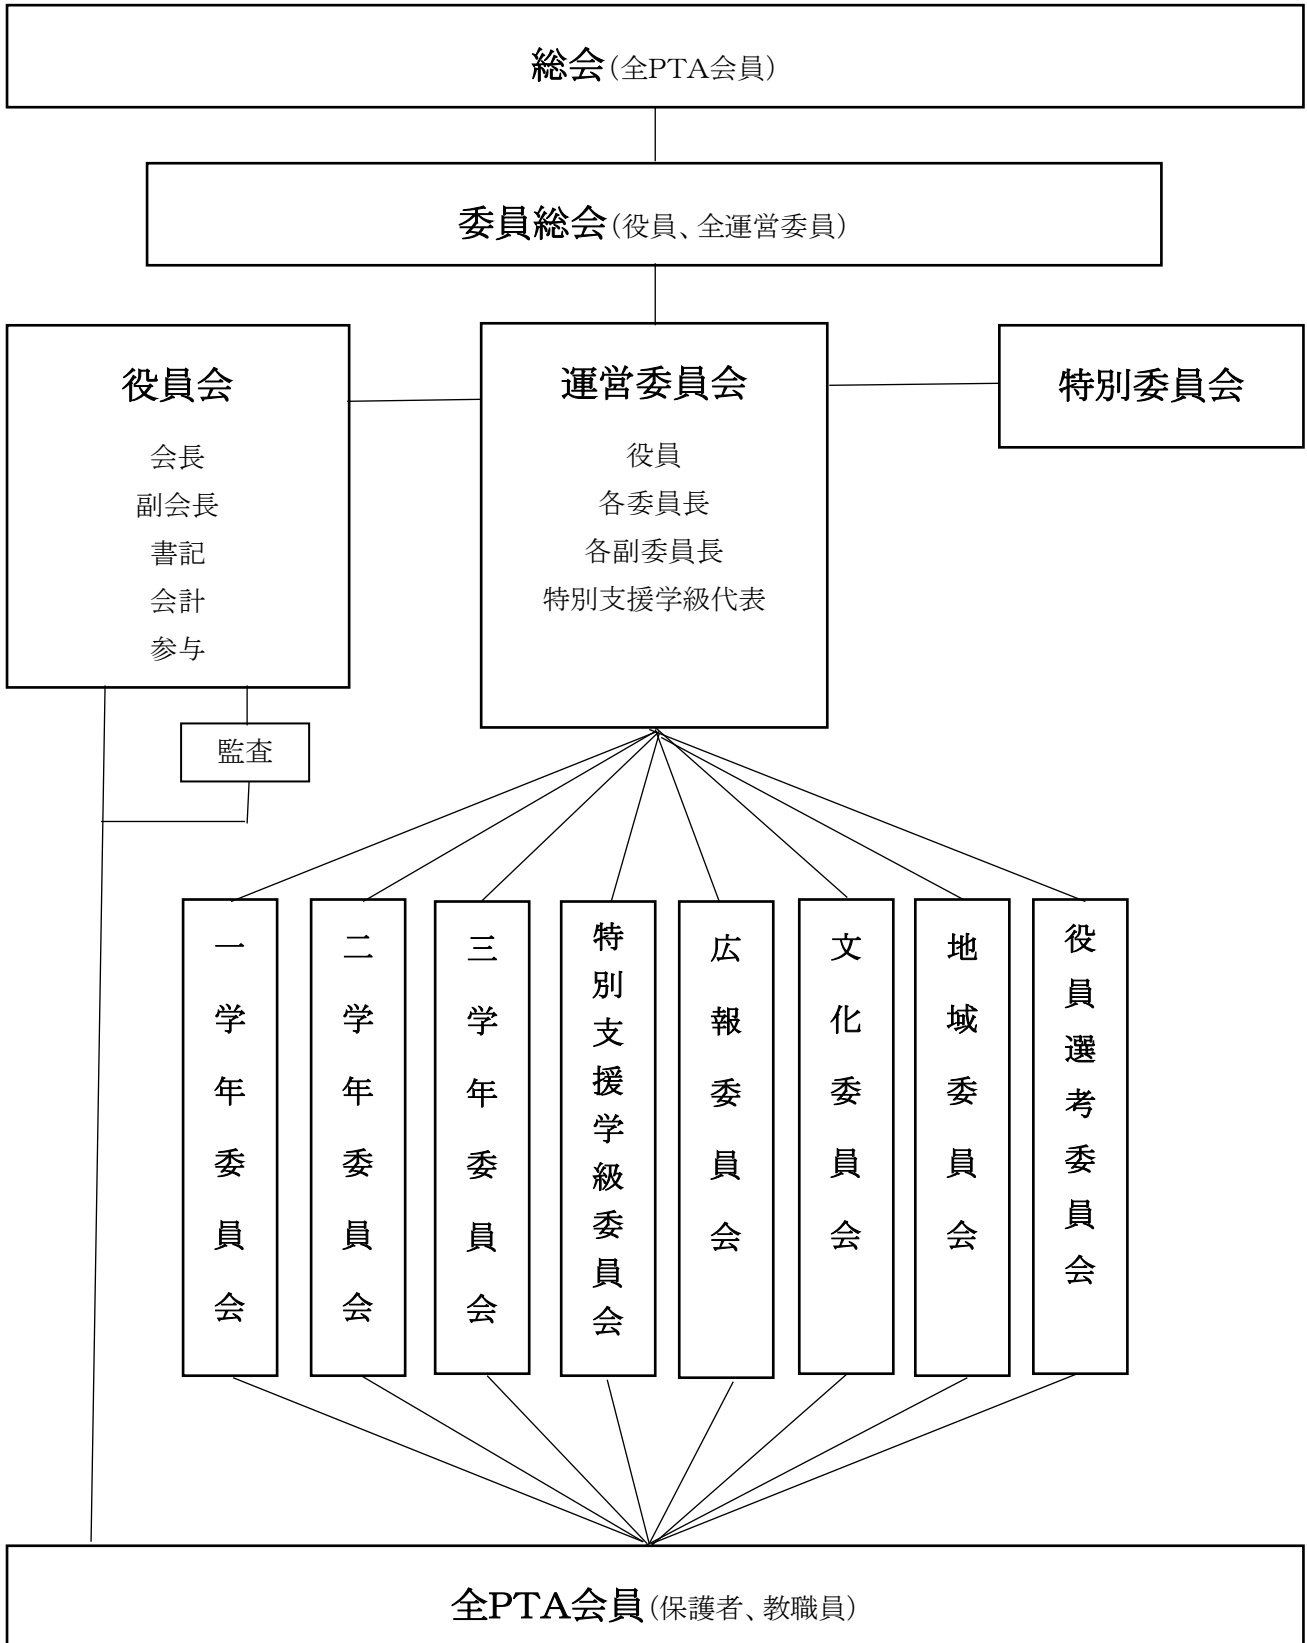 総会(全PTA会員)
委員総会(役員、全運営委員)
役員会
会長
副会長
書記
会計
参与
監査
運営委員会
役員
各委員長
各副委員長
特別支援学級代表
特別委員会
一学年委員会
二学年委員会
三学年委員会
特別支援学級委員会
広報委員会
文化委員会
地域委員会
役員選考委員会
全PTA会員(保護者、教職員)